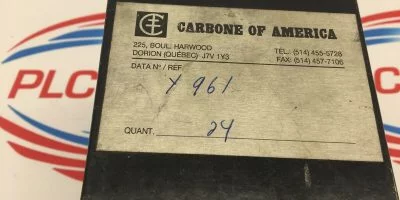 CARBONE OF AMERICA
225, BOUL. HARWOOD
DORION (QUÉBEC) J7V 1Y3
TEL.: (514) 455-5728
FAX: (514) 457-7106
DATA N° / REF.
Y 961
QUANT.
24
PLC
PLC